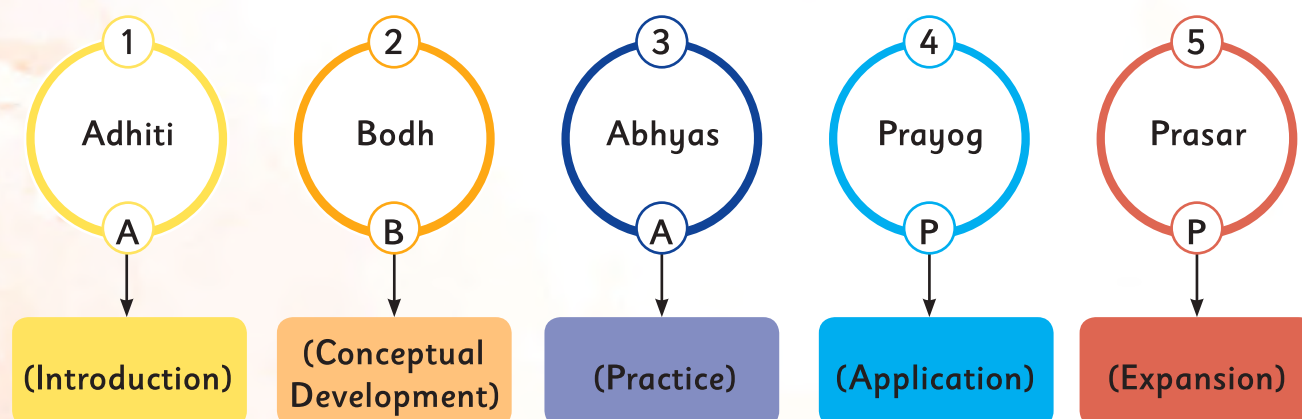 1 2 3 4 5
Adhiti Bodh Abhyas Prayog Prasar
A B A P P
(Introduction)
(Conceptual
Development)
(Practice)
(Application)
(Expansion)